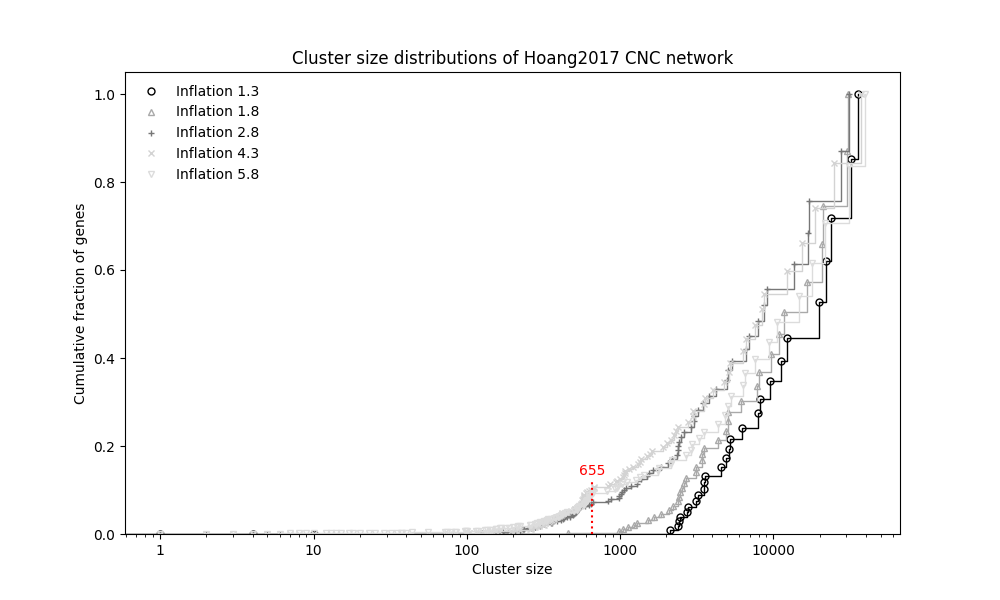 Cluster size distributions of Hoang2017 CNC network
Inflation 1.3
Inflation 1.8
Inflation 2.8
Inflation 4.3
Inflation 5.8
1.0
0.8
0.6
0.4
0.2
0.0
Cumulative fraction of genes
655
1
10
100
1000
10000
Cluster size